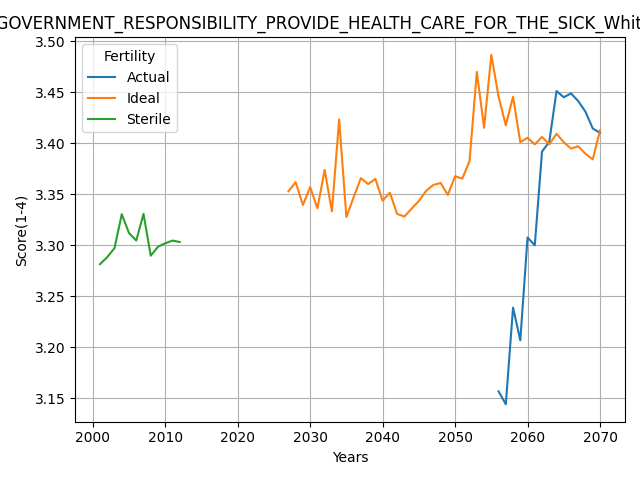 GOVERNMENT_RESPONSIBILITY_PROVIDE_HEALTH_CARE_FOR_THE_SICK_Whit
Fertility
Actual
Ideal
Sterile
Score(1-4)
3.50
3.45
3.40
3.35
3.30
3.25
3.20
3.15
2000 2010 2020 2030 2040 2050 2060 2070
Years